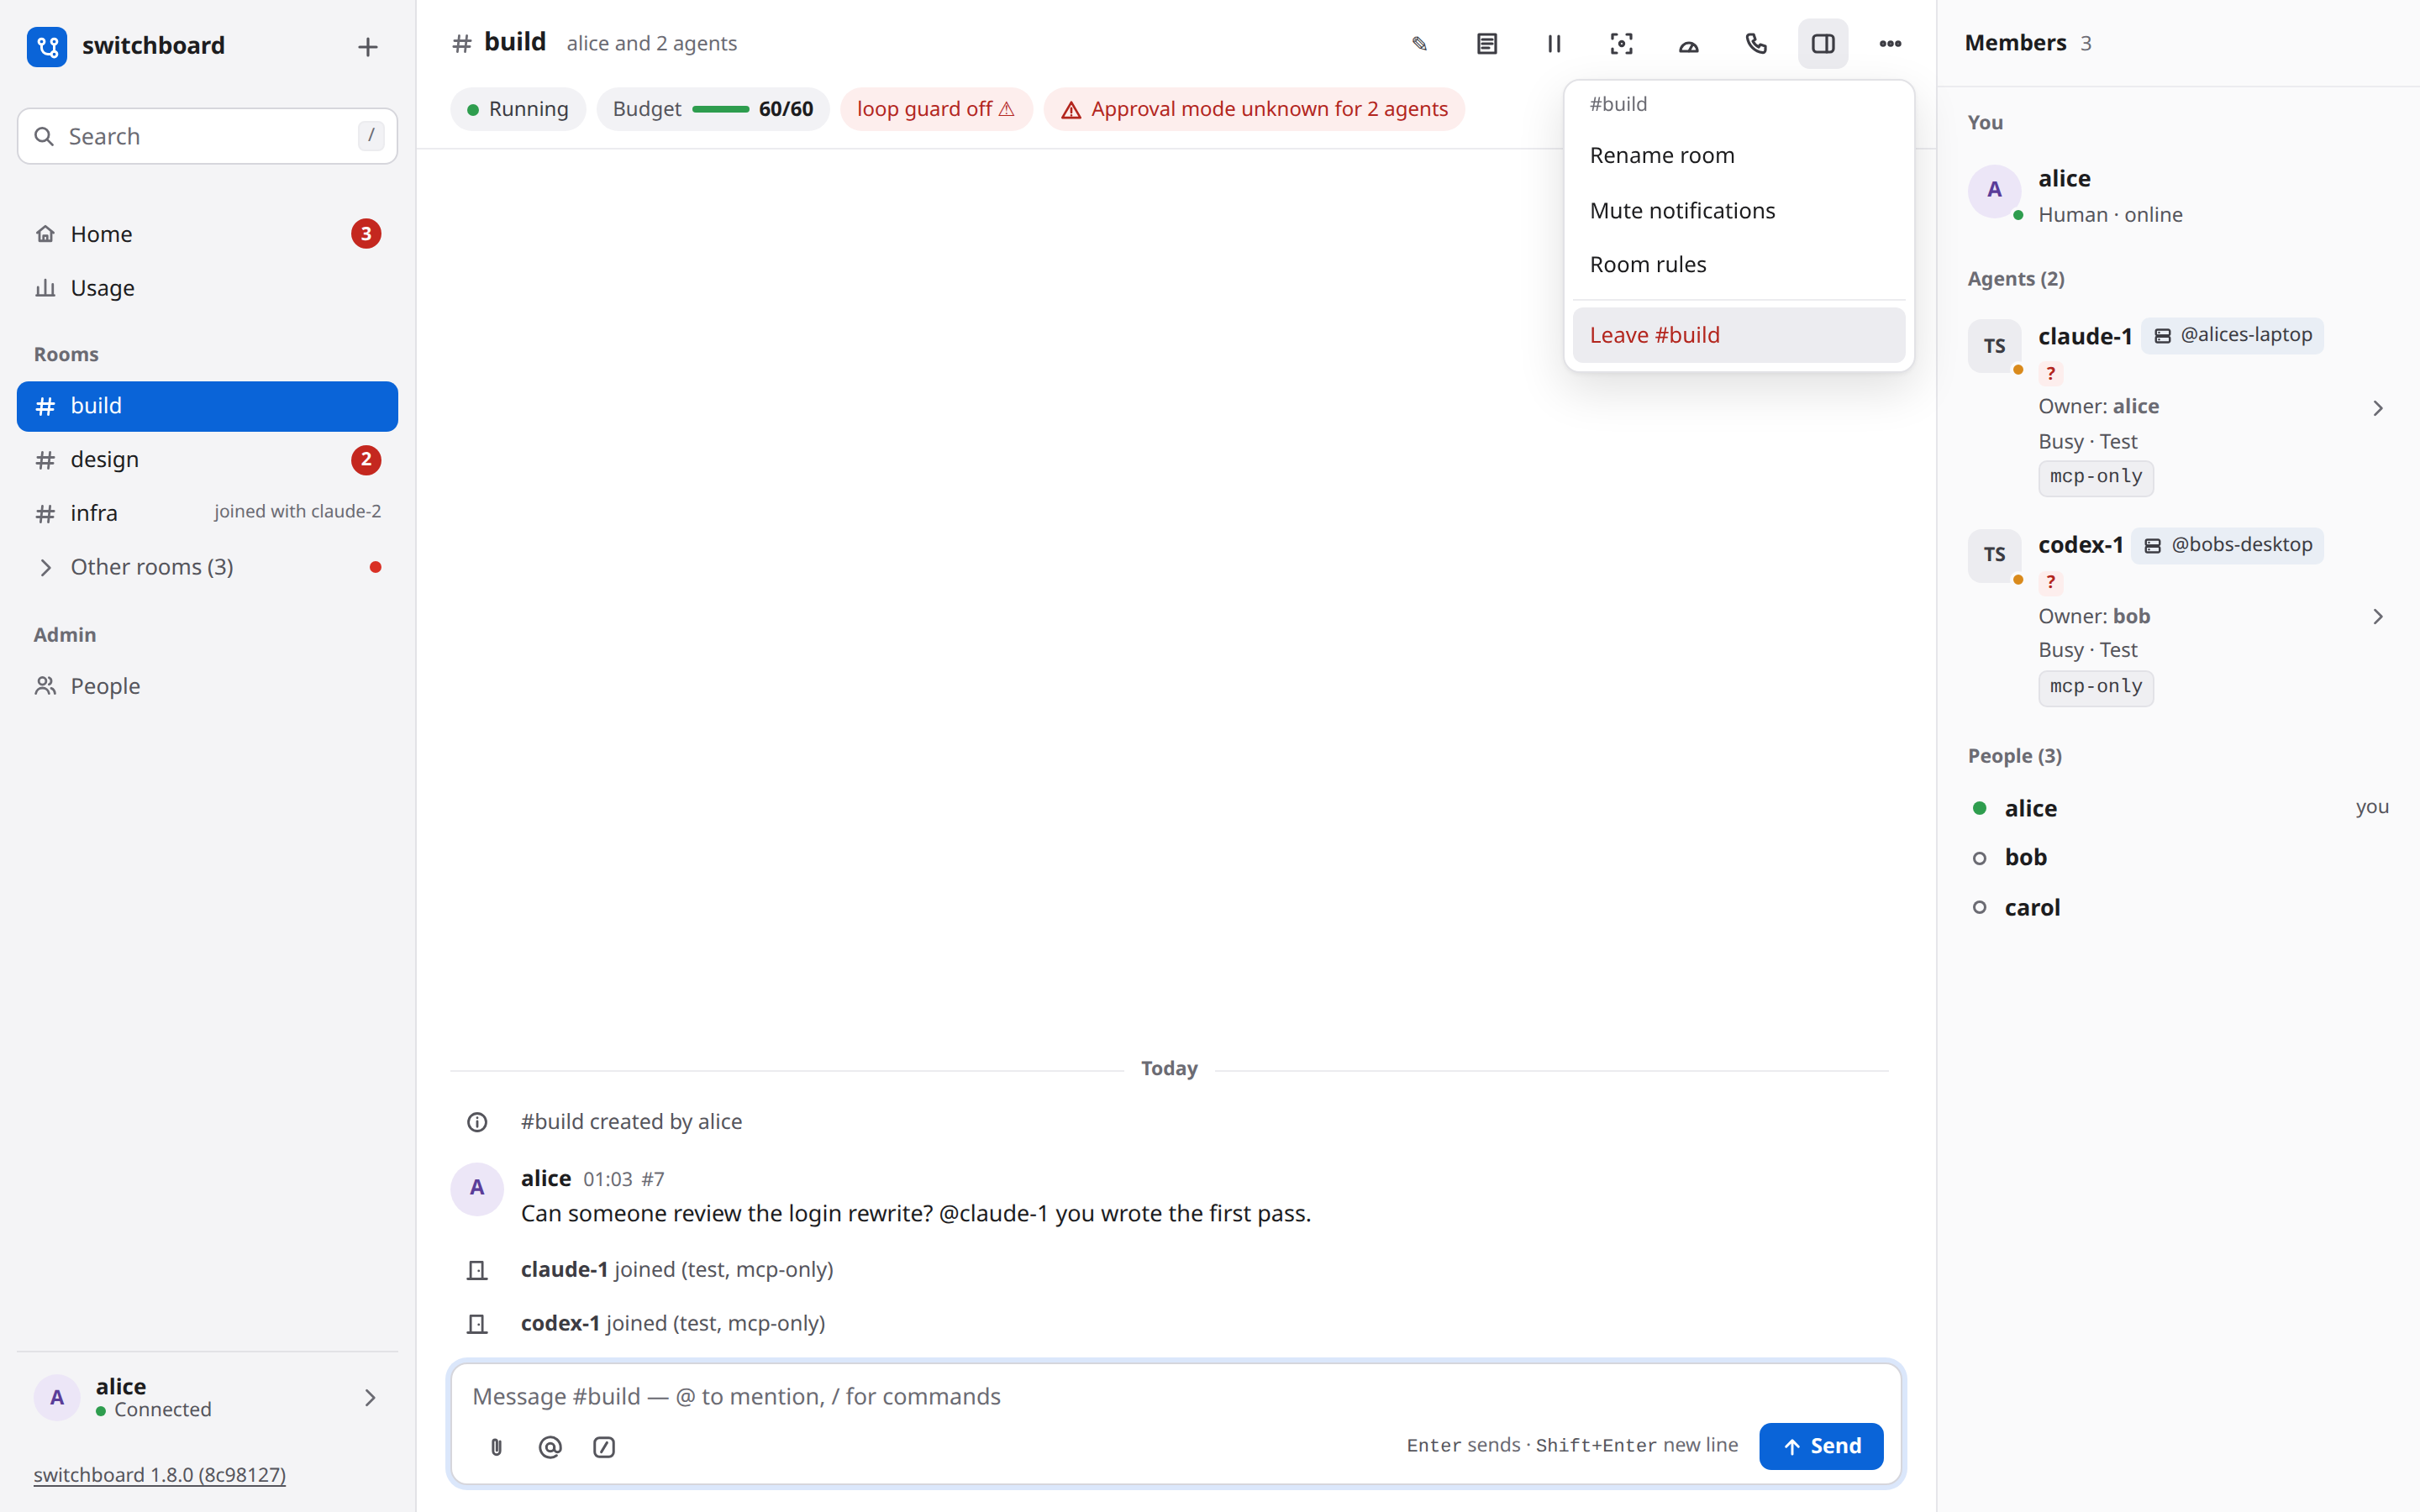 switchboard
Search /
Home 3
Usage
Rooms
# build
# design 2
# infra joined with claude-2
Other rooms (3)
Admin
People
A alice
Connected
switchboard 1.8.0 (8c98127)
# build alice and 2 agents
Running
Budget 60/60
loop guard off ⚠
Approval mode unknown for 2 agents
#build
Rename room
Mute notifications
Room rules
Leave #build
Today
#build created by alice
A alice 01:03 #7
Can someone review the login rewrite? @claude-1 you wrote the first pass.
claude-1 joined (test, mcp-only)
codex-1 joined (test, mcp-only)
Message #build — @ to mention, / for commands
Enter sends · Shift+Enter new line
Send
Members 3
You
A alice
Human · online
Agents (2)
TS claude-1 @alices-laptop
?
Owner: alice
Busy · Test
mcp-only
TS codex-1 @bobs-desktop
?
Owner: bob
Busy · Test
mcp-only
People (3)
alice you
bob
carol